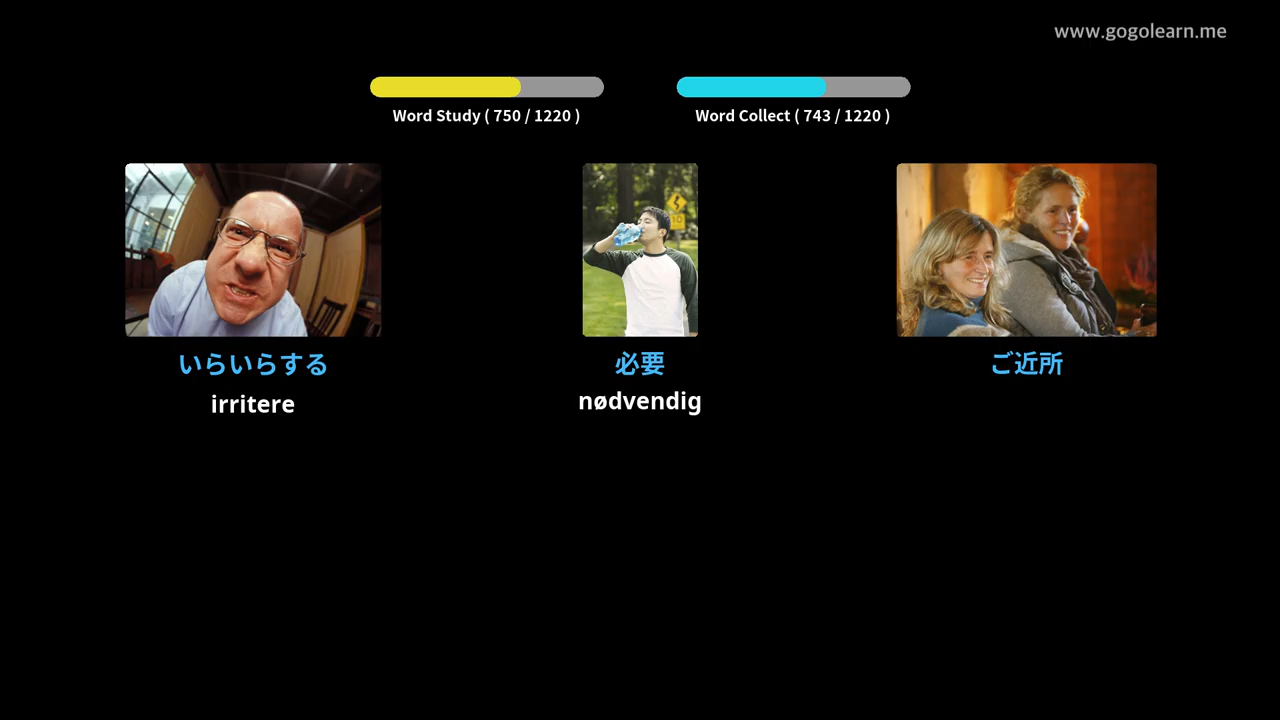 www.gogolearn.me
Word Study ( 750 / 1220 )
Word Collect ( 743 / 1220 )
いらいらする
irritere
必要
nødvendig
ご近所